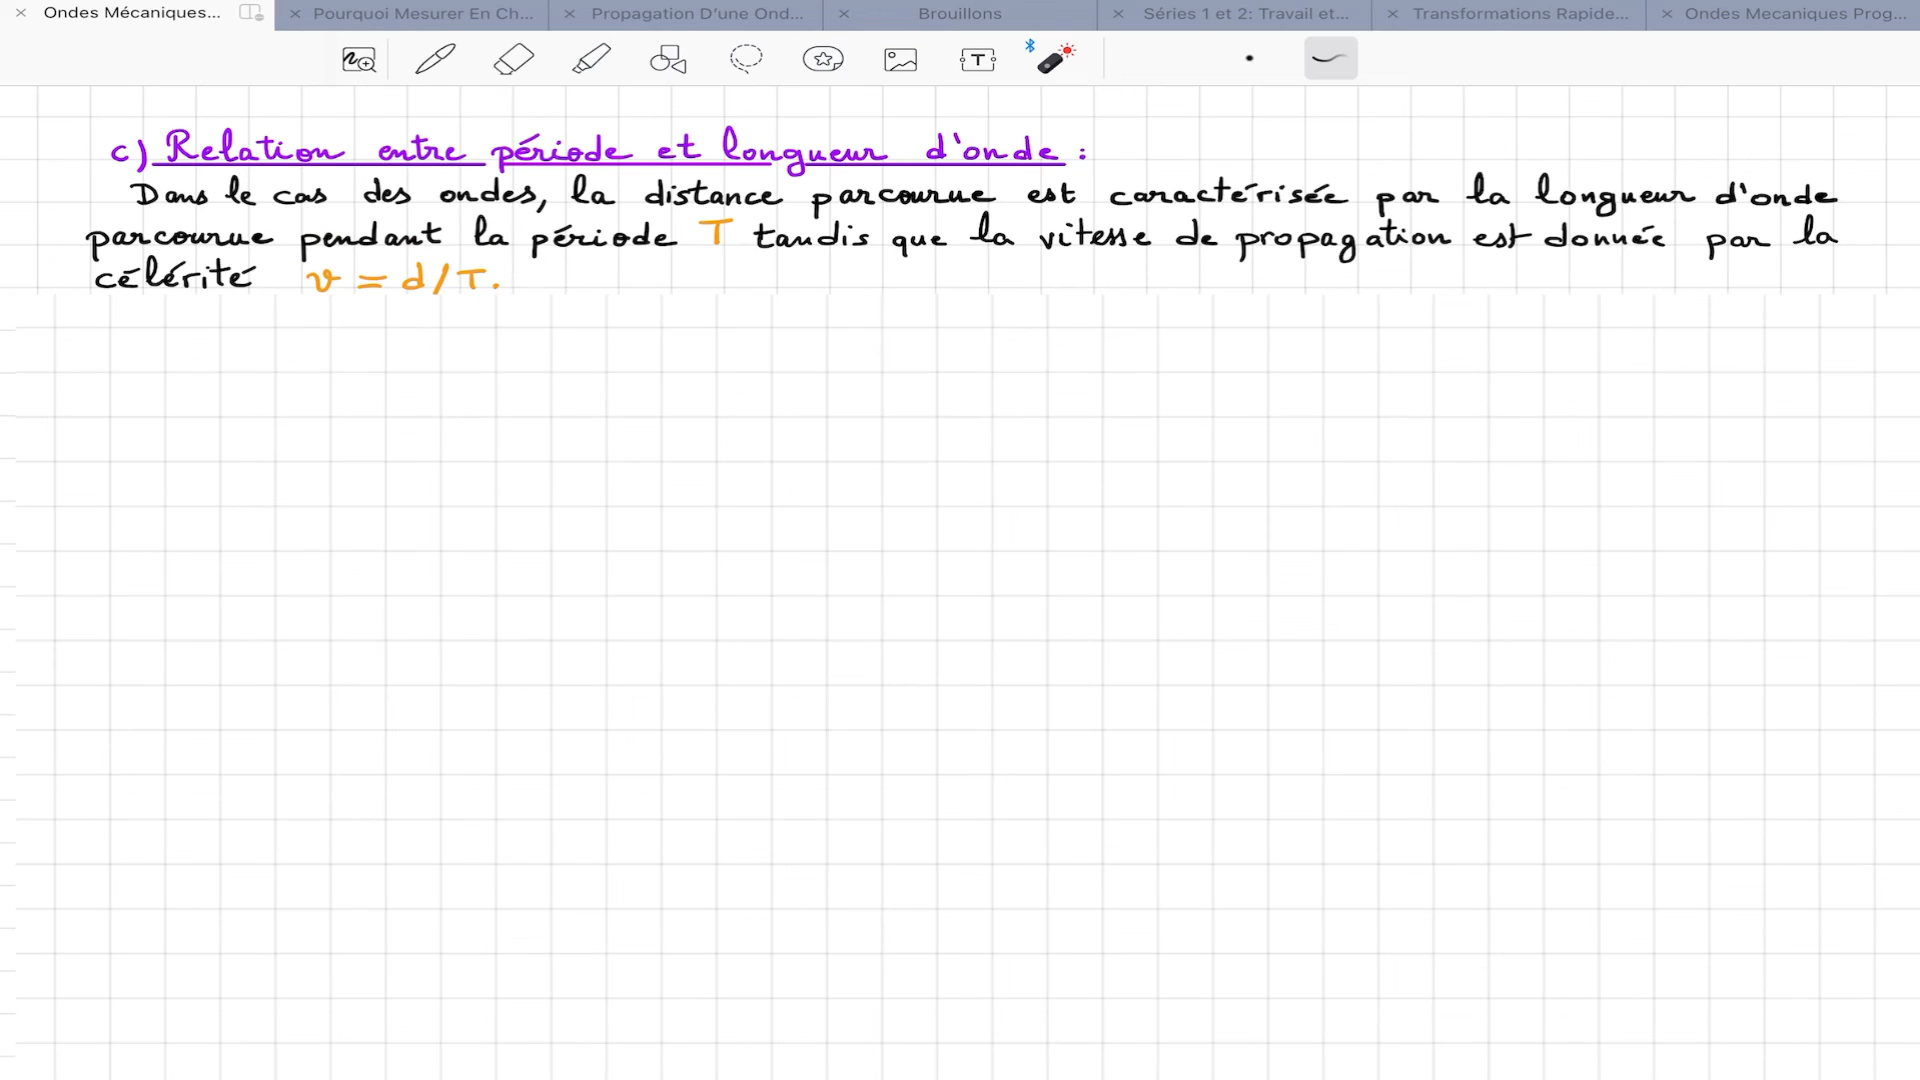 Ondes Mécaniques...
Pourquoi Mesurer En Ch...
Propagation D'une Ond...
Brouillons
Séries 1 et 2: Travail et...
Transformations Rapide...
Ondes Mecaniques Prog...
T
c) Relation entre période et longueur d'onde :
Dans le cas des ondes, la distance parcourue est caractérisée par la longueur d'onde
parcourue pendant la période T tandis que la vitesse de propagation est donnée par la
célérité v = d/T.